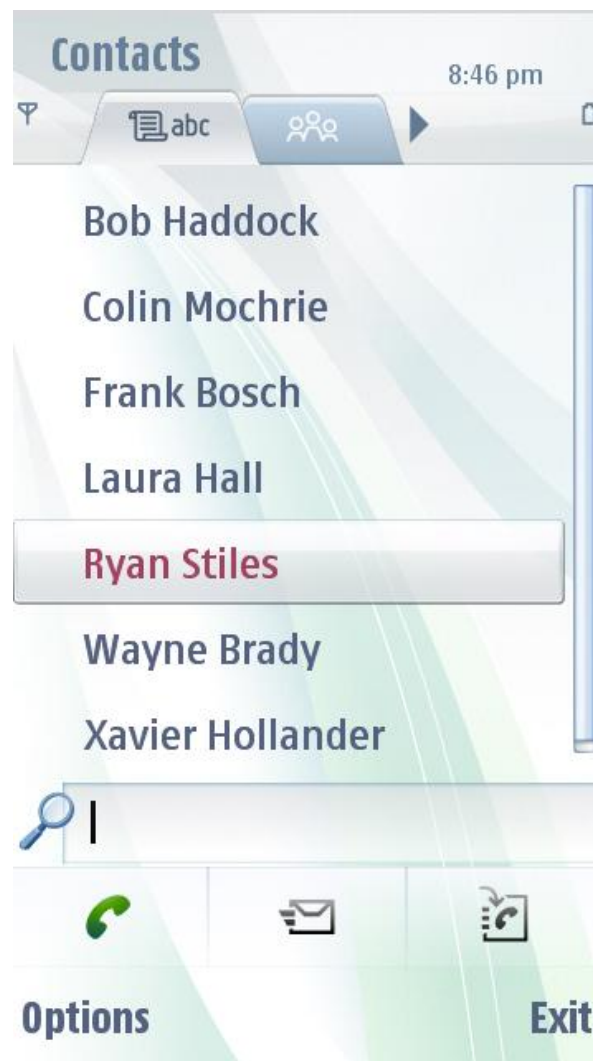 Contacts
8:46 pm
abc
Bob Haddock
Colin Mochrie
Frank Bosch
Laura Hall
Ryan Stiles
Wayne Brady
Xavier Hollander
Options
Exit